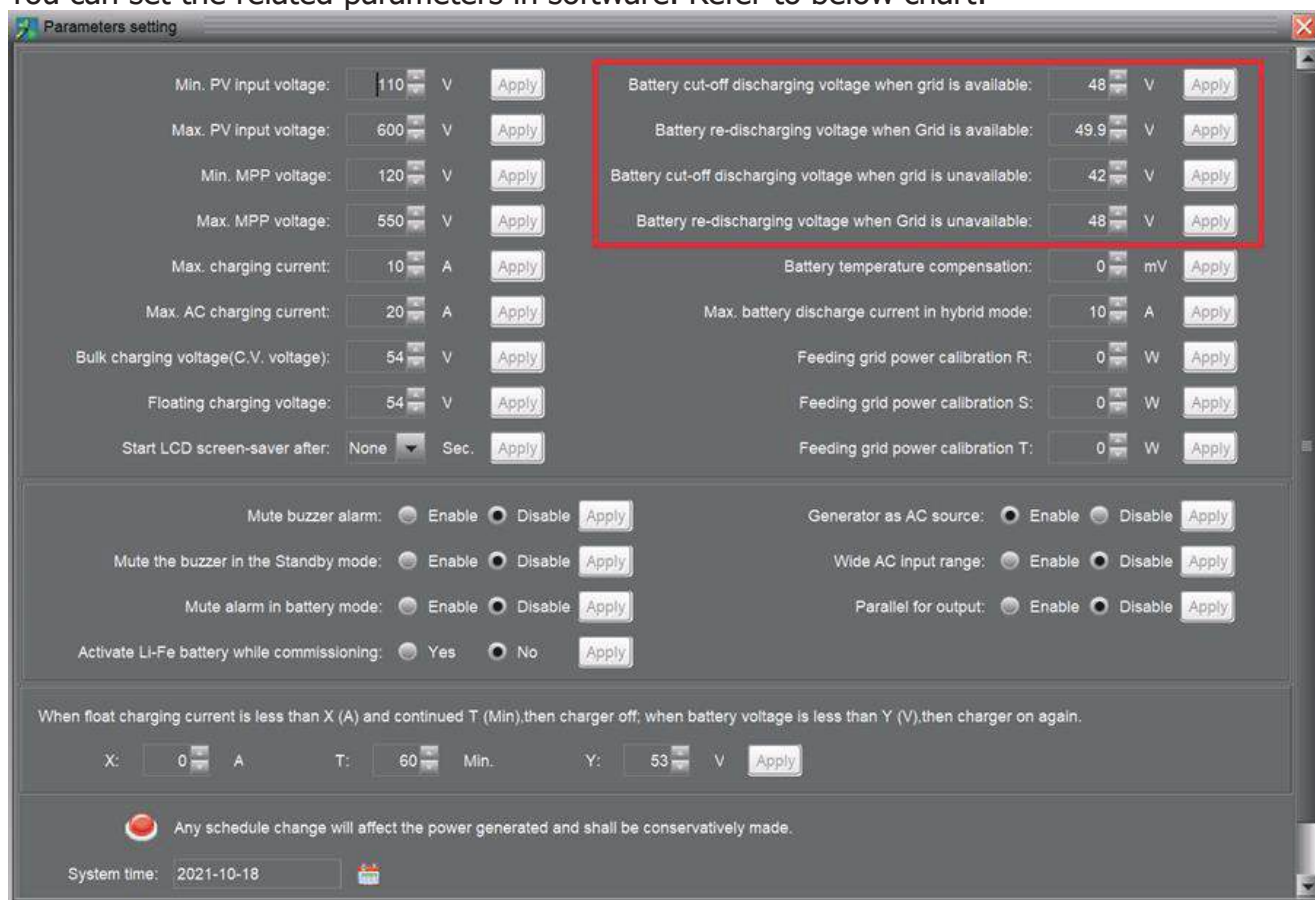 You can set the related parameters in software. Refer to below chart.
Parameters setting
Min. PV input voltage: 110 V Apply Battery cut-off discharging voltage when grid is available: 48 V Apply
Max. PV input voltage: 600 V Apply Battery re-discharging voltage when Grid is available: 49.9 V Apply
Min. MPP voltage: 120 V Apply Battery cut-off discharging voltage when grid is unavailable: 42 V Apply
Max. MPP voltage: 550 V Apply Battery re-discharging voltage when Grid is unavailable: 48 V Apply
Max. charging current: 10 A Apply Battery temperature compensation: 0 mV Apply
Max. AC charging current: 20 A Apply Max. battery discharge current in hybrid mode: 10 A Apply
Bulk charging voltage(C.V. voltage): 54 V Apply Feeding grid power calibration R: 0 W Apply
Floating charging voltage: 54 V Apply Feeding grid power calibration S: 0 W Apply
Start LCD screen-saver after: None Sec. Apply Feeding grid power calibration T: 0 W Apply
Mute buzzer alarm: Enable Disable Apply Generator as AC source: Enable Disable Apply
Mute the buzzer in the Standby mode: Enable Disable Apply Wide AC input range: Enable Disable Apply
Mute alarm in battery mode: Enable Disable Apply Parallel for output: Enable Disable Apply
Activate Li-Fe battery while commissioning: Yes No Apply
When float charging current is less than X (A) and continued T (Min),then charger off; when battery voltage is less than Y (V),then charger on again.
X: 0 A T: 60 Min. Y: 53 V Apply
Any schedule change will affect the power generated and shall be conservatively made.
System time: 2021-10-18